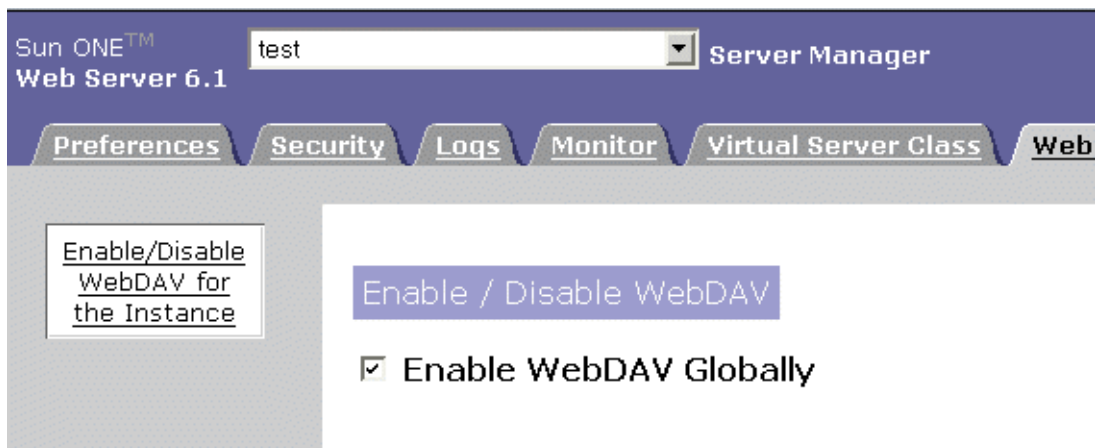 Sun ONE™
Web Server 6.1
test
Server Manager
Preferences
Security
Logs
Monitor
Virtual Server Class
Web
Enable/Disable
WebDAV for
the Instance
Enable / Disable WebDAV
Enable WebDAV Globally